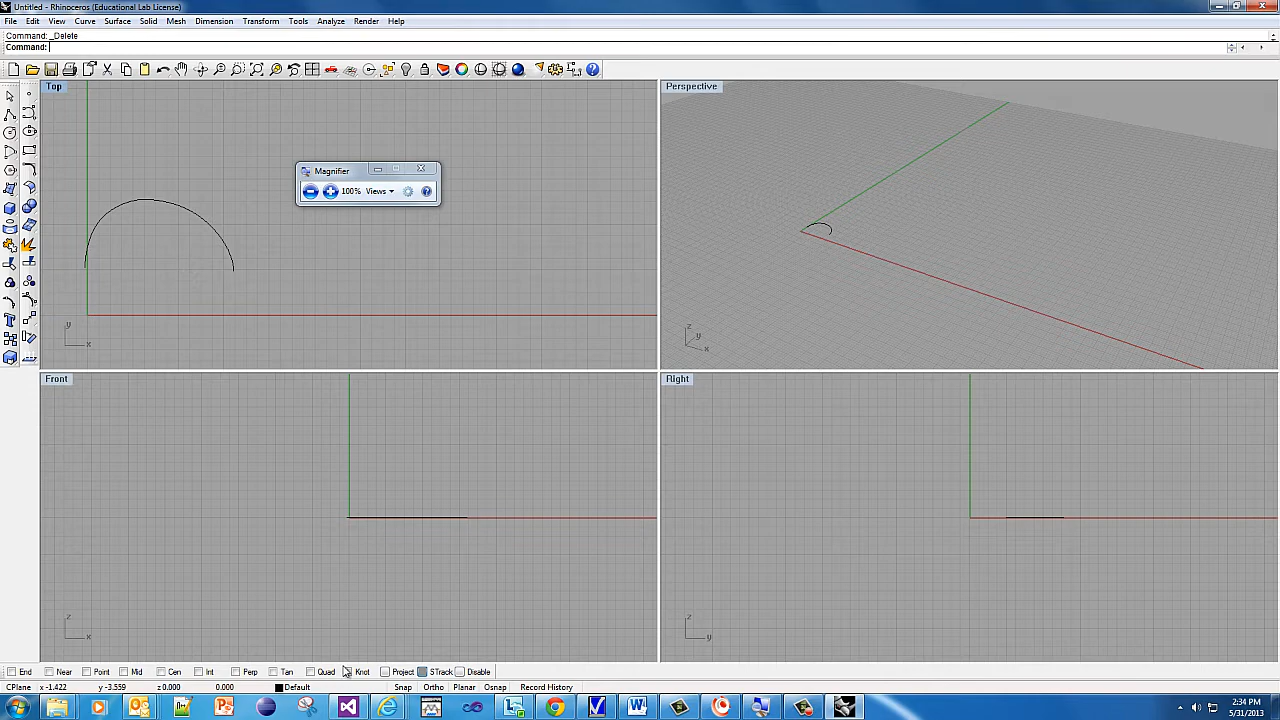 Untitled - Rhinoceros (Educational Lab License)
File Edit View Curve Surface Solid Mesh Dimension Transform Tools Analyze Render Help
Command: _Delete
Command:
Top
Perspective
Magnifier
100% Views
y
x
z
y
x
Front
Right
z
x
z
y
End Near Point Mid Cen Int Perp Tan Quad Knot Project STrack Disable
CPlane x -1.422 y -3.559 z 0.000 0.000 Default Snap Ortho Planar Osnap Record History
2:34 PM
5/31/2013